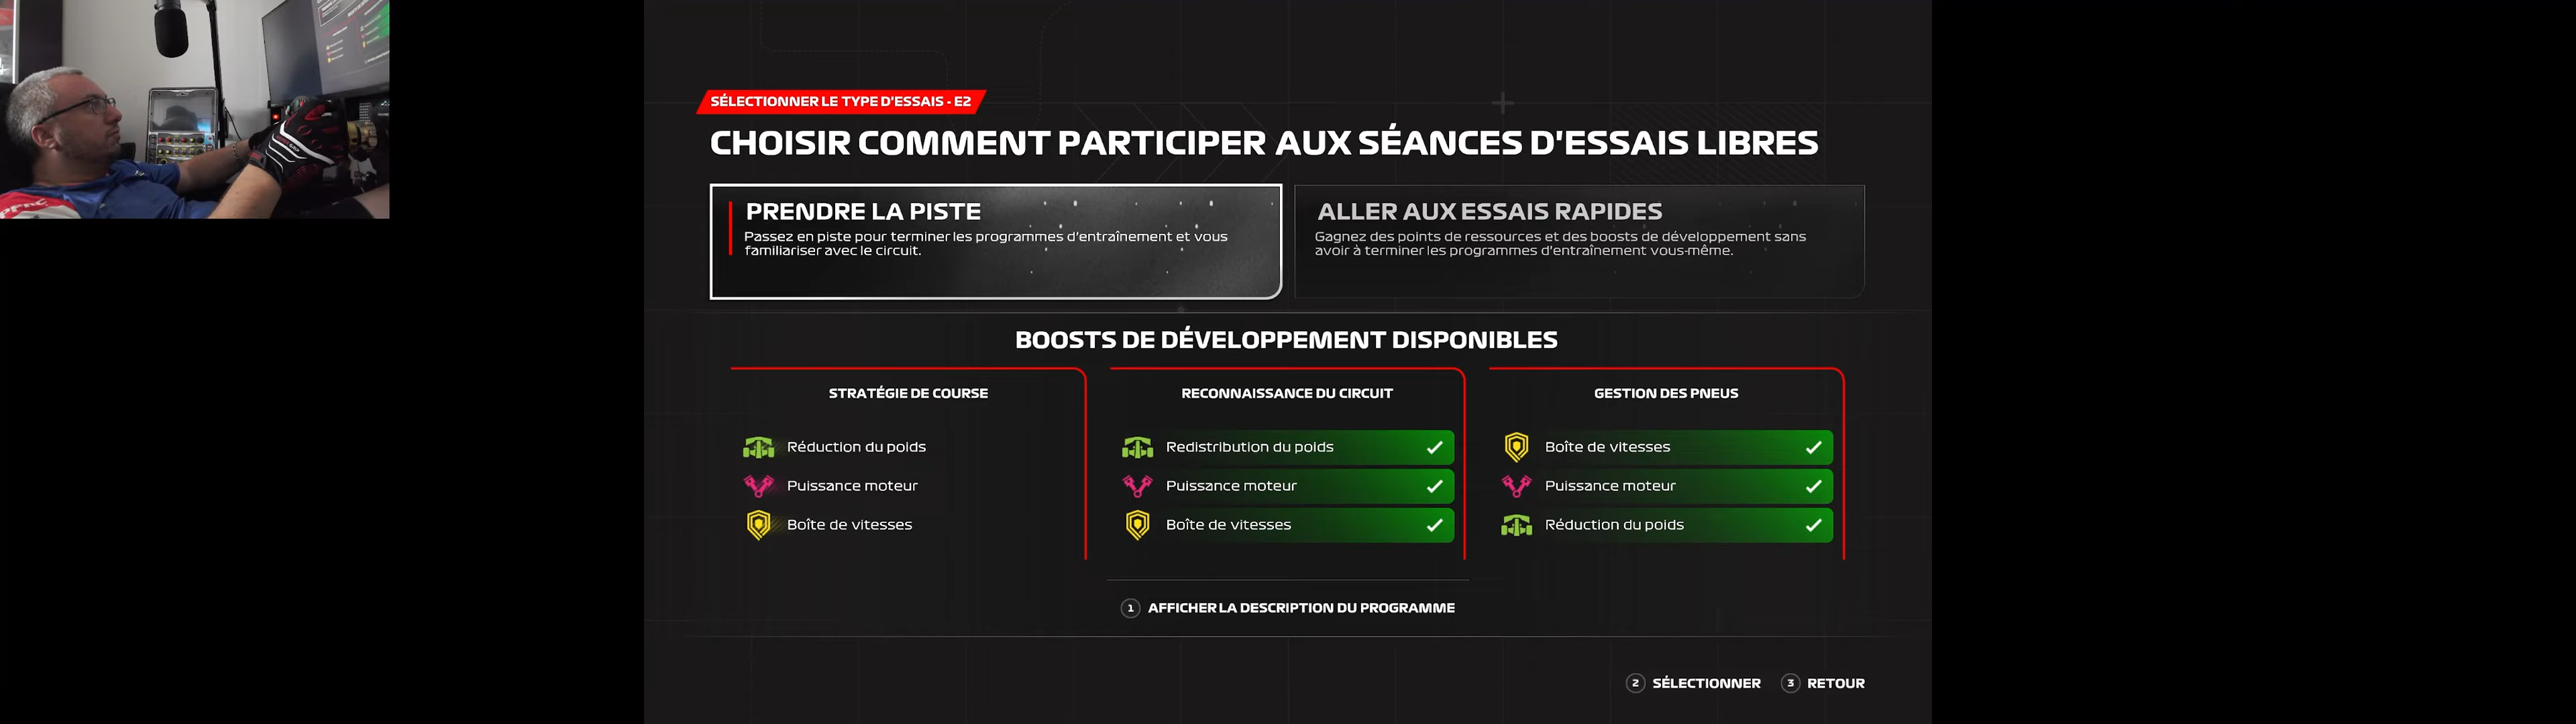 SÉLECTIONNER LE TYPE D'ESSAIS - E2
CHOISIR COMMENT PARTICIPER AUX SÉANCES D'ESSAIS LIBRES
PRENDRE LA PISTE
Passez en piste pour terminer les programmes d'entraînement et vous
familiariser avec le circuit.
ALLER AUX ESSAIS RAPIDES
Gagnez des points de ressources et des boosts de développement sans
avoir à terminer les programmes d'entraînement vous-même.
BOOSTS DE DÉVELOPPEMENT DISPONIBLES
STRATÉGIE DE COURSE
Réduction du poids
Puissance moteur
Boîte de vitesses
RECONNAISSANCE DU CIRCUIT
Redistribution du poids
Puissance moteur
Boîte de vitesses
GESTION DES PNEUS
Boîte de vitesses
Puissance moteur
Réduction du poids
1 AFFICHER LA DESCRIPTION DU PROGRAMME
2 SÉLECTIONNER
3 RETOUR